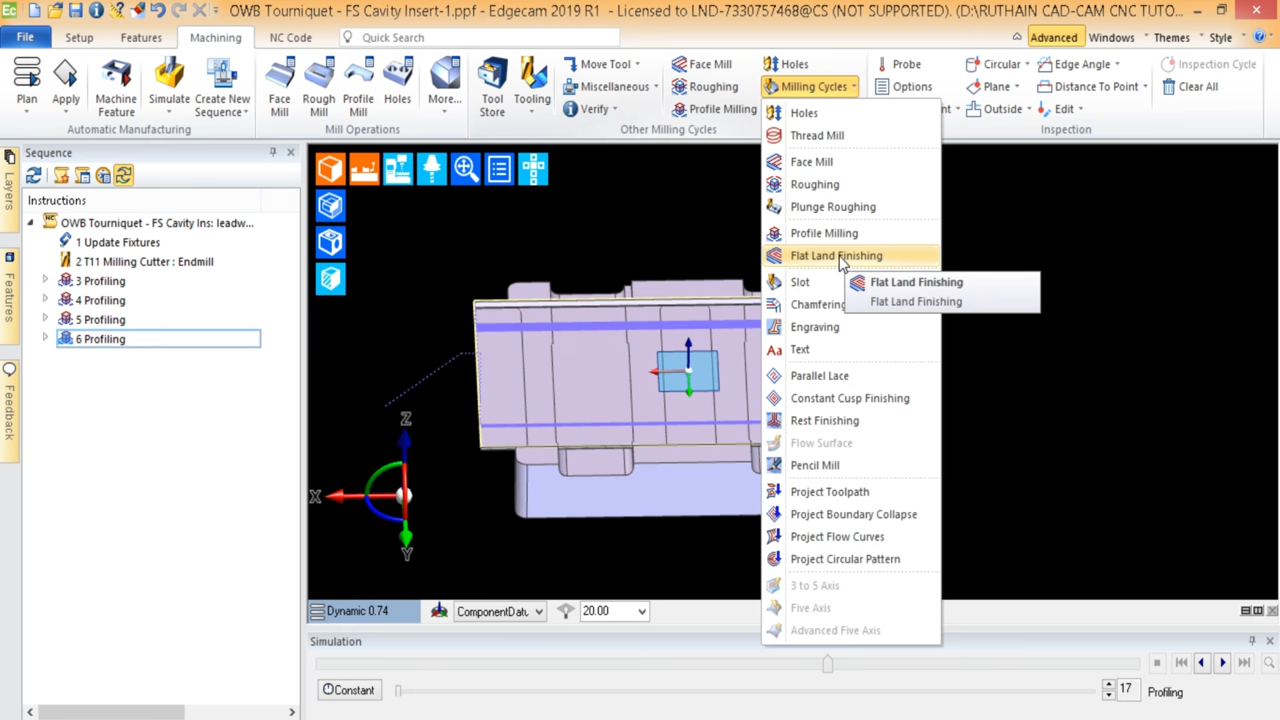 OWB Tourniquet - FS Cavity Insert-1.ppf - Edgecam 2019 R1 - Licensed to LM1330757468@CS (NOT SUPPORTED). (D:\RUTHAIN CAD-CAM CNC TUTO...
File Setup Features Machining NC Code Quick Search Advanced Windows Themes Style
Plan Apply Machine Feature Simulate Create New Sequence
Automatic Manufacturing
Face Mill Rough Mill Profile Mill Holes More...
Mill Operations
Tool Store Tooling
Move Tool Face Mill Holes
Miscellaneous Roughing Milling Cycles
Verify Profile Milling
Other Milling Cycles
Probe Circular Edge Angle Inspection Cycle
Options Plane Distance To Point Clear All
nt Outside Edit
Inspection
Layers
Features
Feedback
Sequence
Instructions
OWB Tourniquet - FS Cavity Ins: leadw...
1 Update Fixtures
2 T11 Milling Cutter : Endmill
3 Profiling
4 Profiling
5 Profiling
6 Profiling
Holes
Thread Mill
Face Mill
Roughing
Plunge Roughing
Profile Milling
Flat Land Finishing
Slot
Chamfering
Engraving
Text
Parallel Lace
Constant Cusp Finishing
Rest Finishing
Flow Surface
Pencil Mill
Project Toolpath
Project Boundary Collapse
Project Flow Curves
Project Circular Pattern
3 to 5 Axis
Five Axis
Advanced Five Axis
Flat Land Finishing
Flat Land Finishing
Z
X
Y
Dynamic 0.74 ComponentDatu 20.00
Simulation
Constant 17 Profiling